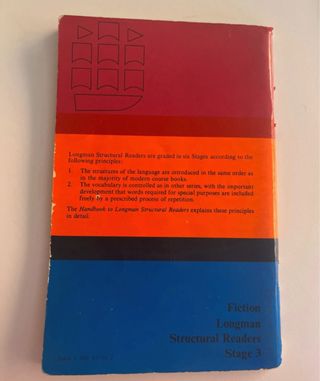 Longman Structural Readers are graded in six Stages according to the
following principles:
1. The structures of the language are introduced in the same order as
in the majority of modern course books.
2. The vocabulary is controlled as in other series, with the important
development that words required for special purposes are included
freely by a prescribed process of repetition.
The Handbook to Longman Structural Readers explains these principles
in detail.
Fiction
Longman
Structural Readers
Stage 3